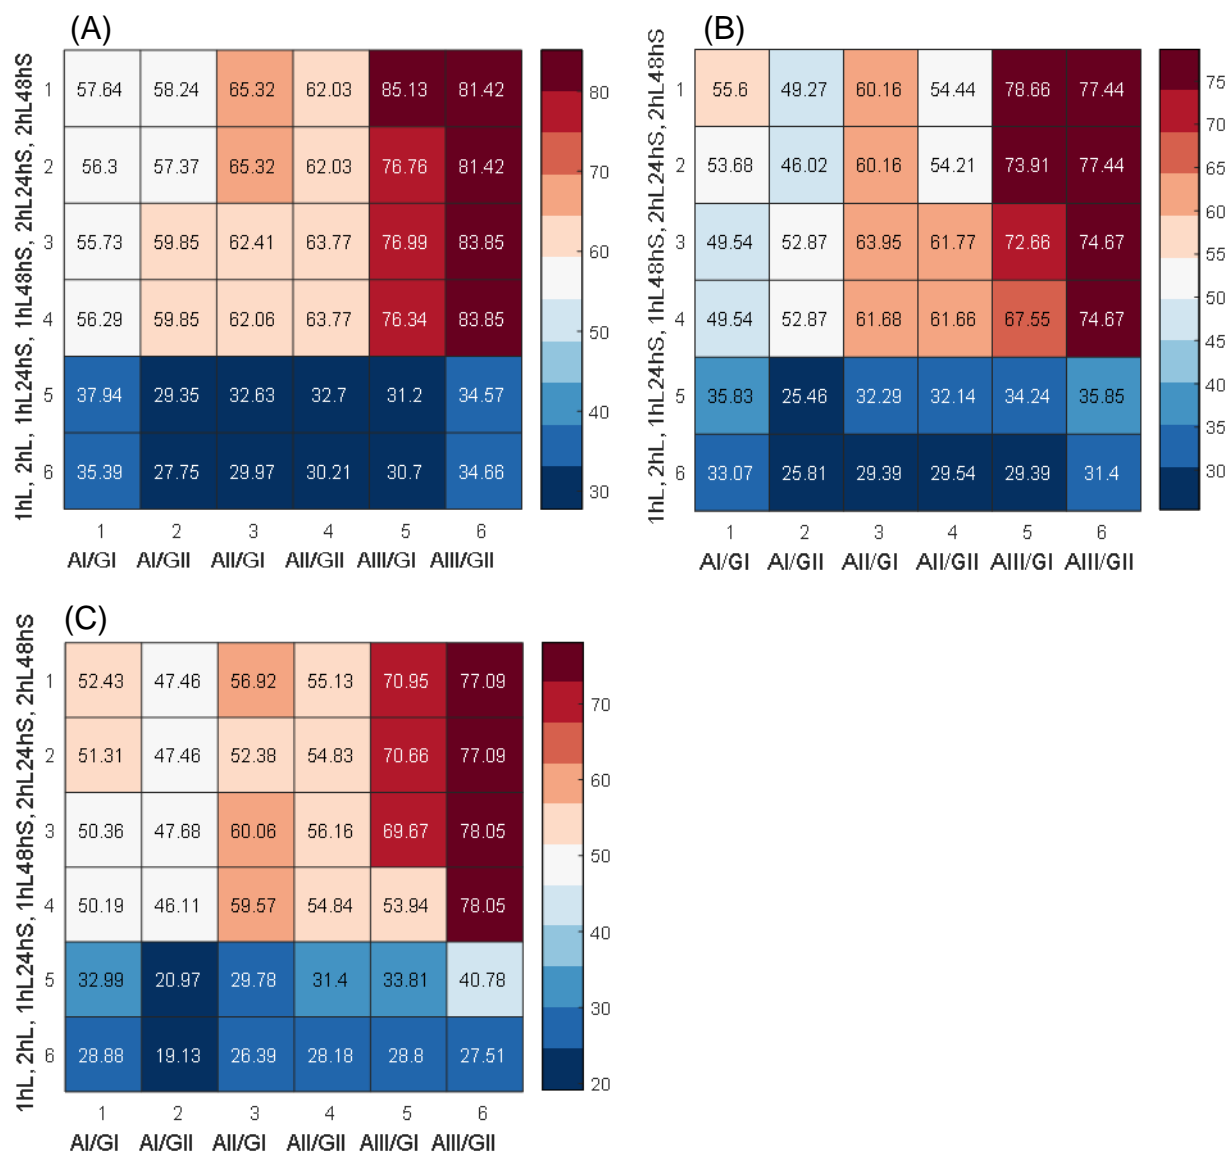 (A)
1hL, 2hL, 1hL24hS, 1hL48hS, 2hL24hS, 2hL48hS
1 57.64 58.24 65.32 62.03 85.13 81.42
2 56.3 57.37 65.32 62.03 76.76 81.42
3 55.73 59.85 62.41 63.77 76.99 83.85
4 56.29 59.85 62.06 63.77 76.34 83.85
5 37.94 29.35 32.63 32.7 31.2 34.57
6 35.39 27.75 29.97 30.21 30.7 34.66
1 2 3 4 5 6
AI/GI AI/GII AII/GI AII/GII AIII/GI AIII/GII
80
70
60
50
40
30
(B)
1hL, 2hL, 1hL24hS, 1hL48hS, 2hL24hS, 2hL48hS
1 55.6 49.27 60.16 54.44 78.66 77.44
2 53.68 46.02 60.16 54.21 73.91 77.44
3 49.54 52.87 63.95 61.77 72.66 74.67
4 49.54 52.87 61.68 61.66 67.55 74.67
5 35.83 25.46 32.29 32.14 34.24 35.85
6 33.07 25.81 29.39 29.54 29.39 31.4
1 2 3 4 5 6
AI/GI AI/GII AII/GI AII/GII AIII/GI AIII/GII
75
70
65
60
55
50
45
40
35
30
(C)
1hL, 2hL, 1hL24hS, 1hL48hS, 2hL24hS, 2hL48hS
1 52.43 47.46 56.92 55.13 70.95 77.09
2 51.31 47.46 52.38 54.83 70.66 77.09
3 50.36 47.68 60.06 56.16 69.67 78.05
4 50.19 46.11 59.57 54.84 53.94 78.05
5 32.99 20.97 29.78 31.4 33.81 40.78
6 28.88 19.13 26.39 28.18 28.8 27.51
1 2 3 4 5 6
AI/GI AI/GII AII/GI AII/GII AIII/GI AIII/GII
70
60
50
40
30
20